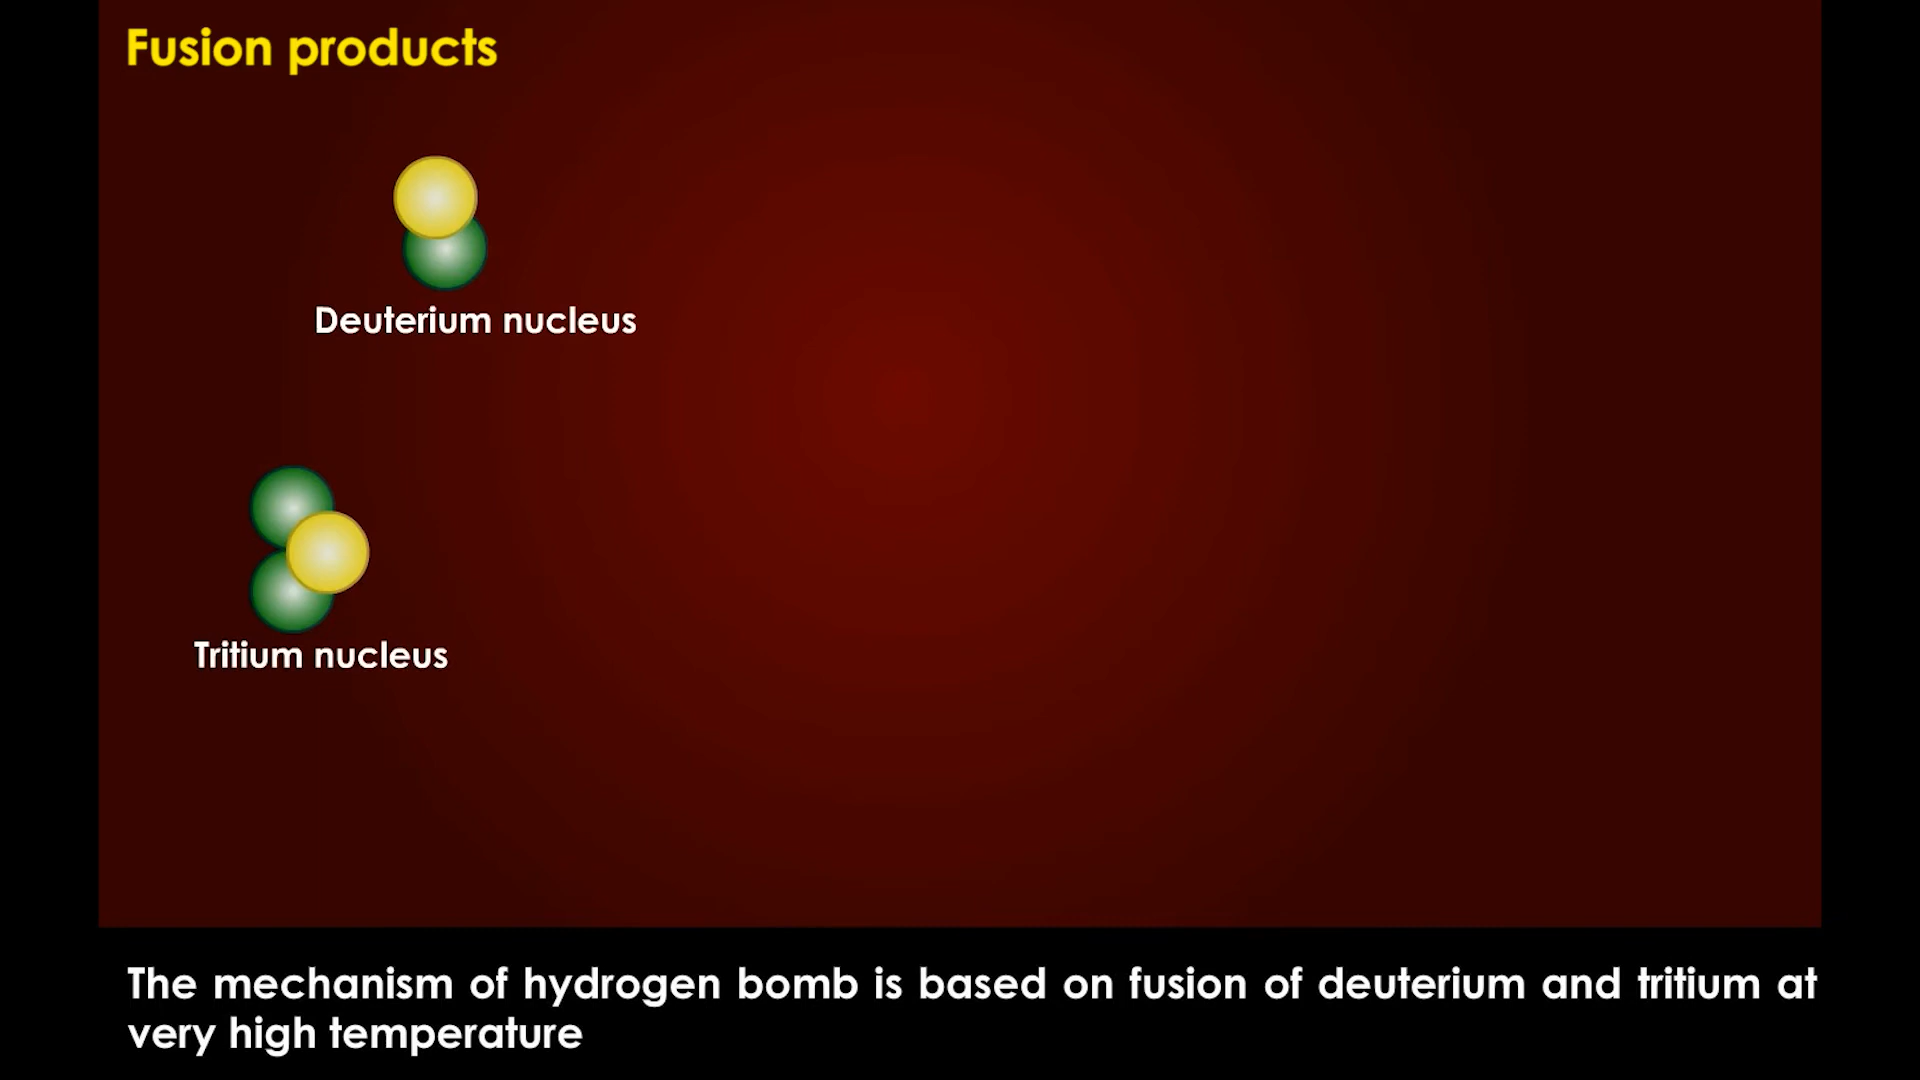 Fusion products
Deuterium nucleus
Tritium nucleus
The mechanism of hydrogen bomb is based on fusion of deuterium and tritium at
very high temperature